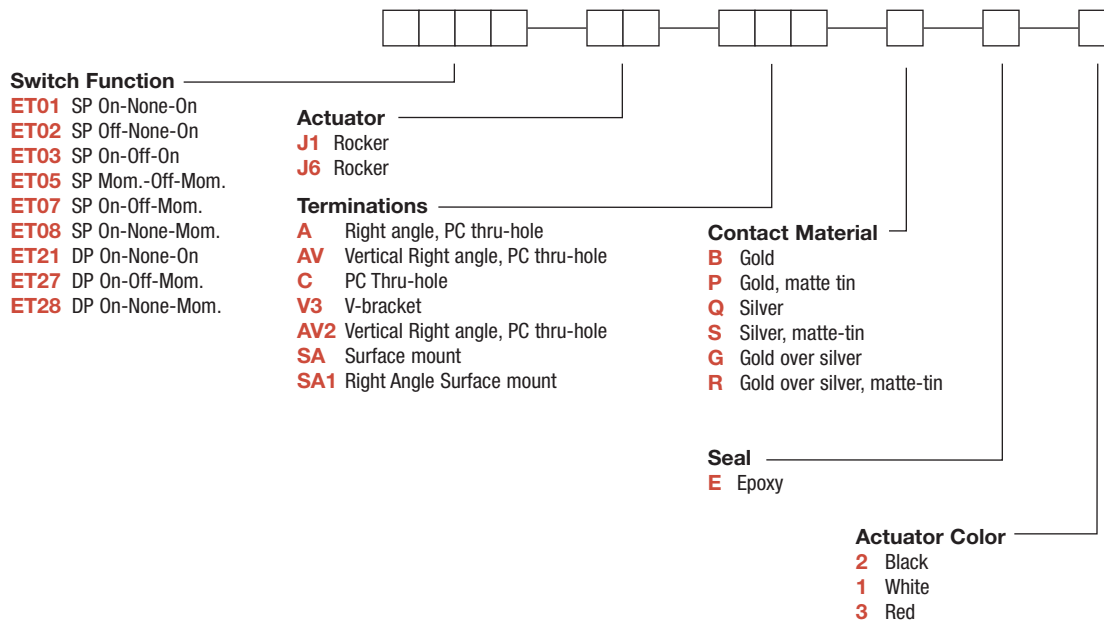 Switch Function
ET01 SP On-None-On
ET02 SP Off-None-On
ET03 SP On-Off-On
ET05 SP Mom.-Off-Mom.
ET07 SP On-Off-Mom.
ET08 SP On-None-Mom.
ET21 DP On-None-On
ET27 DP On-Off-Mom.
ET28 DP On-None-Mom.
Actuator
J1 Rocker
J6 Rocker
Terminations
A Right angle, PC thru-hole
AV Vertical Right angle, PC thru-hole
C PC Thru-hole
V3 V-bracket
AV2 Vertical Right angle, PC thru-hole
SA Surface mount
SA1 Right Angle Surface mount
Contact Material
B Gold
P Gold, matte tin
Q Silver
S Silver, matte-tin
G Gold over silver
R Gold over silver, matte-tin
Seal
E Epoxy
Actuator Color
2 Black
1 White
3 Red